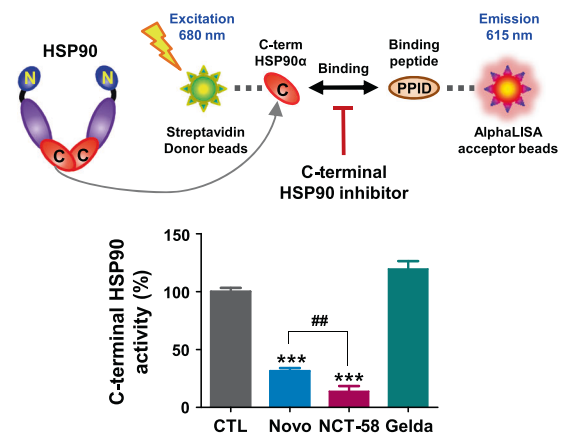 Excitation
680 nm
Emission
615 nm
HSP90
C-term
HSP90α
Binding
peptide
Binding
N
N
C
PPID
C
C
Streptavidin
Donor beads
AlphaLISA
acceptor beads
C-terminal
HSP90 inhibitor
C-terminal HSP90
activity (%)
150
100
50
0
##
***
***
CTL
Novo
NCT-58
Gelda